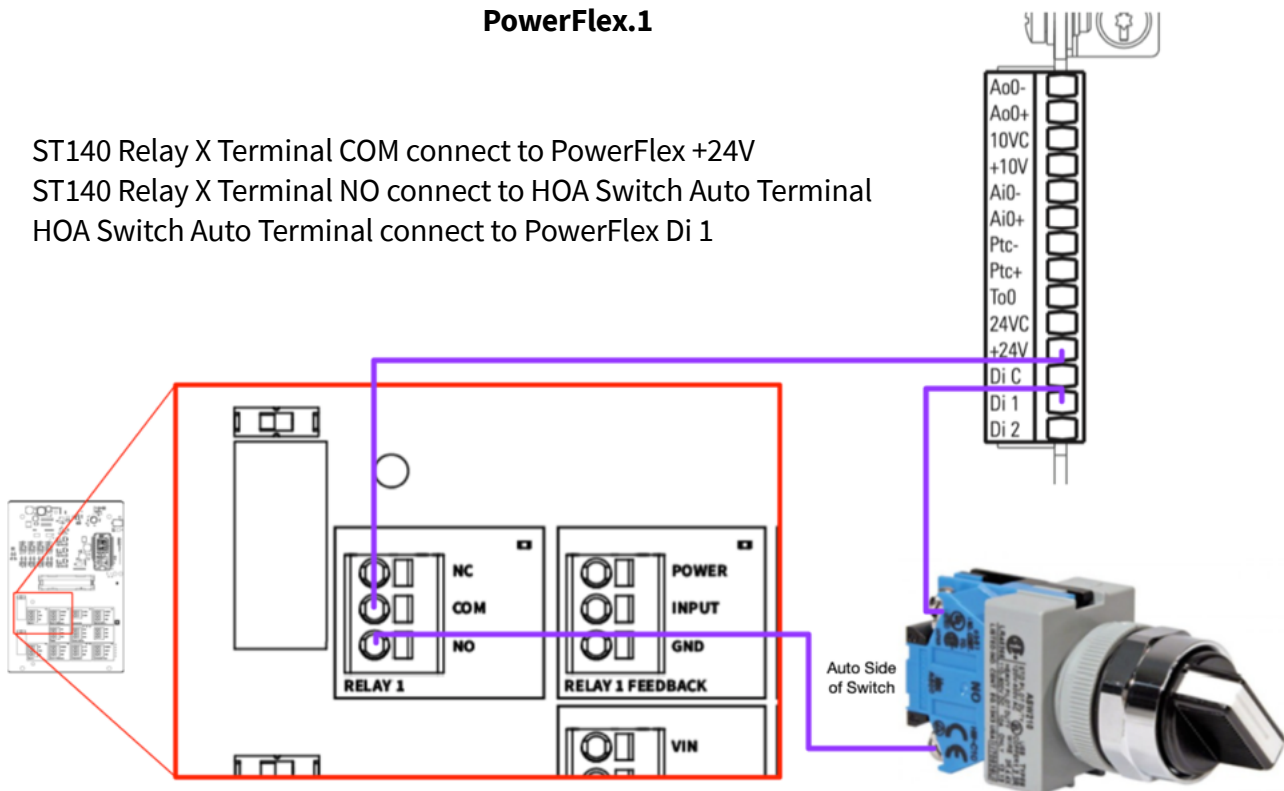 PowerFlex.1
ST140 Relay X Terminal COM connect to PowerFlex +24V
ST140 Relay X Terminal NO connect to HOA Switch Auto Terminal
HOA Switch Auto Terminal connect to PowerFlex Di 1
Ao0-
Ao0+
10VC
+10V
Ai0-
Ai0+
Ptc-
Ptc+
To0
24VC
+24V
Di C
Di 1
Di 2
NC
COM
NO
RELAY 1
POWER
INPUT
GND
RELAY 1 FEEDBACK
VIN
Auto Side
of Switch
NO
CE